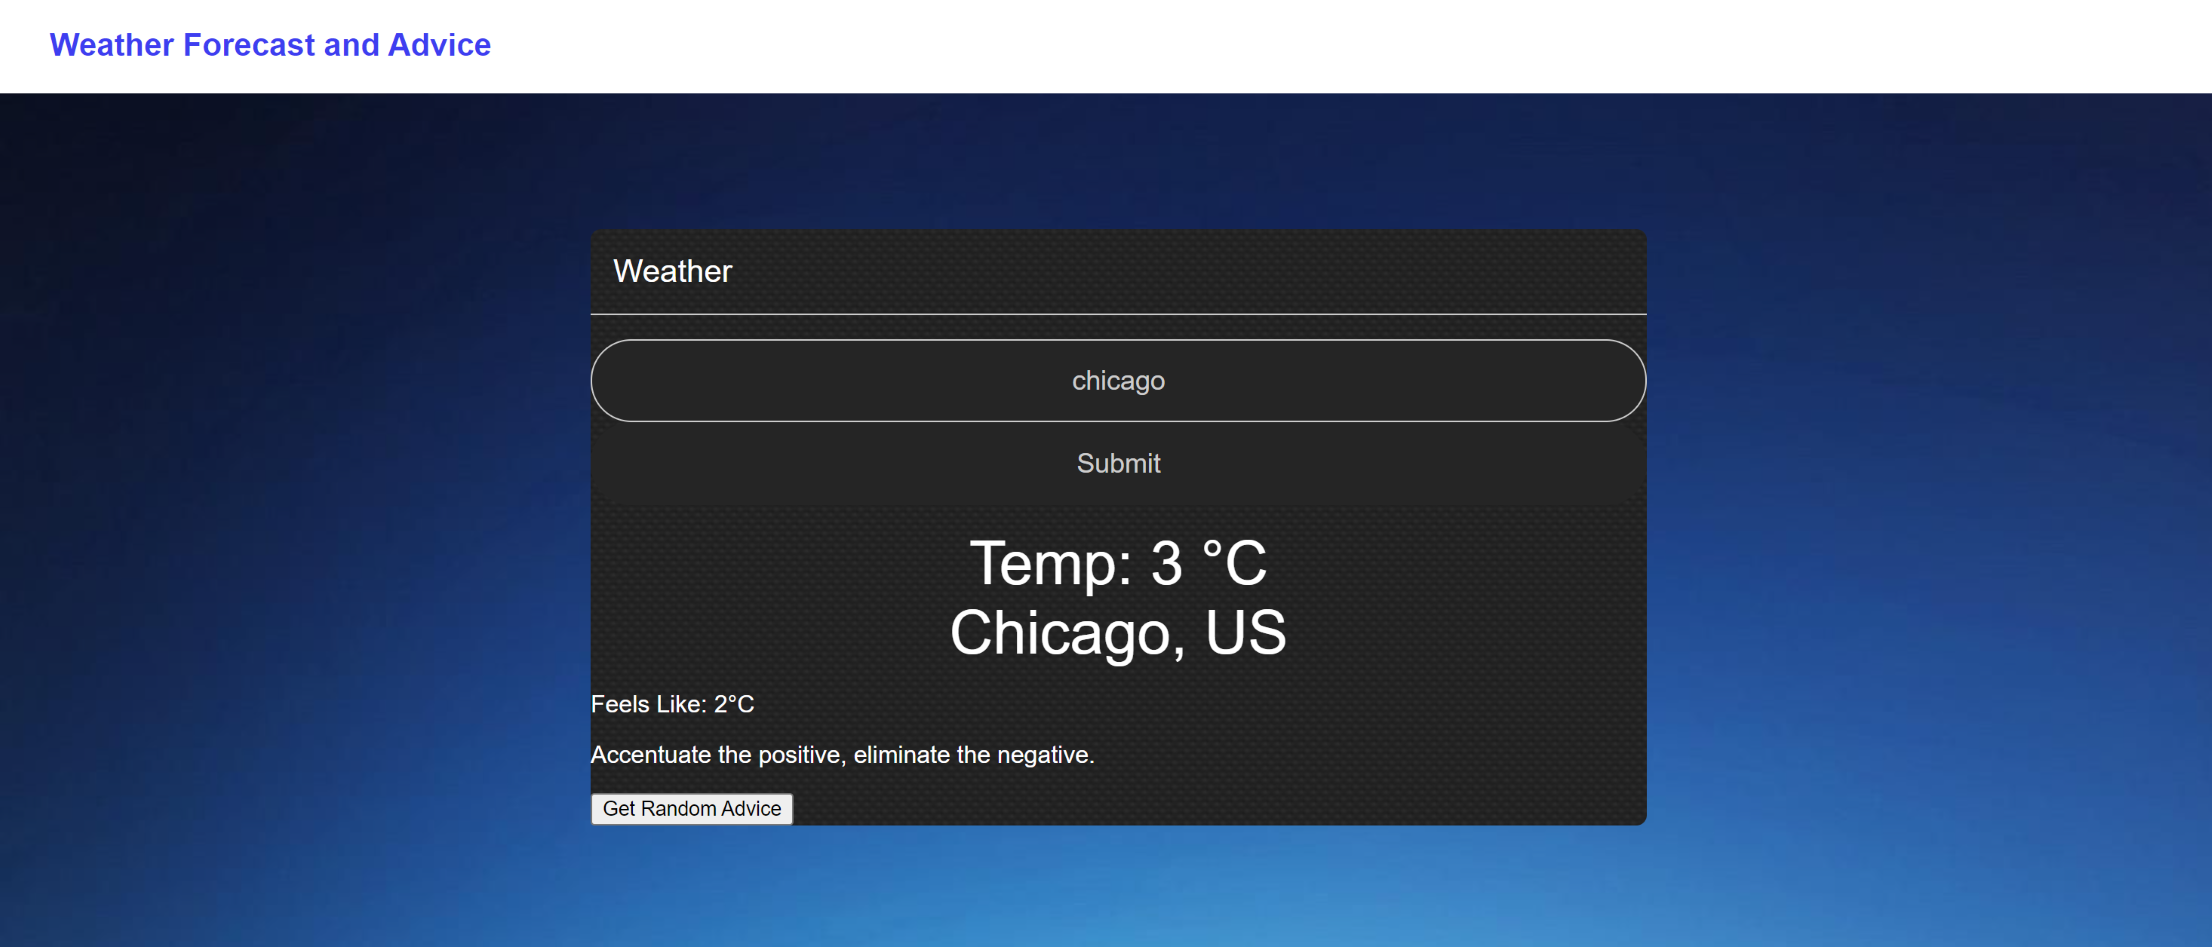 Weather Forecast and Advice
Weather
chicago
Submit
Temp: 3 °C
Chicago, US
Feels Like: 2°C
Accentuate the positive, eliminate the negative.
Get Random Advice